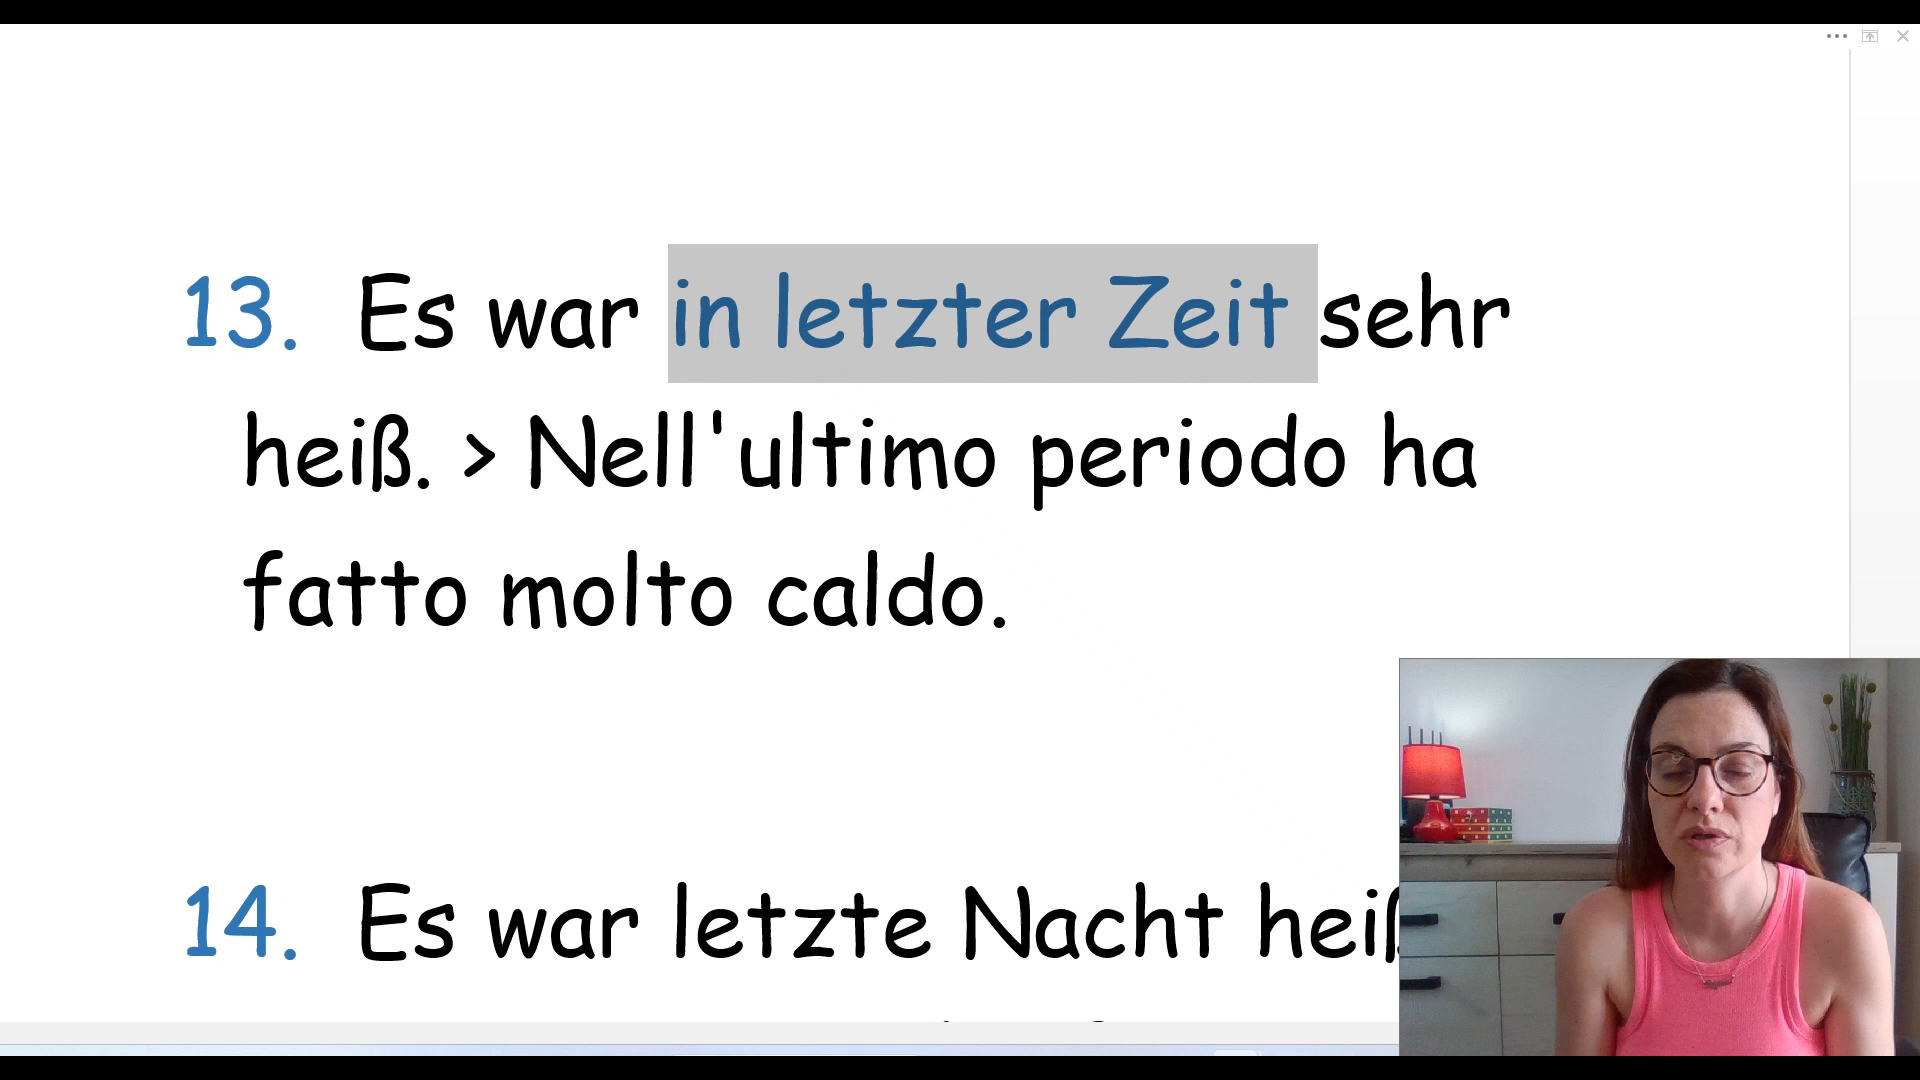 13. Es war in letzter Zeit sehr
heiß. > Nell'ultimo periodo ha
fatto molto caldo.
14. Es war letzte Nacht heiß